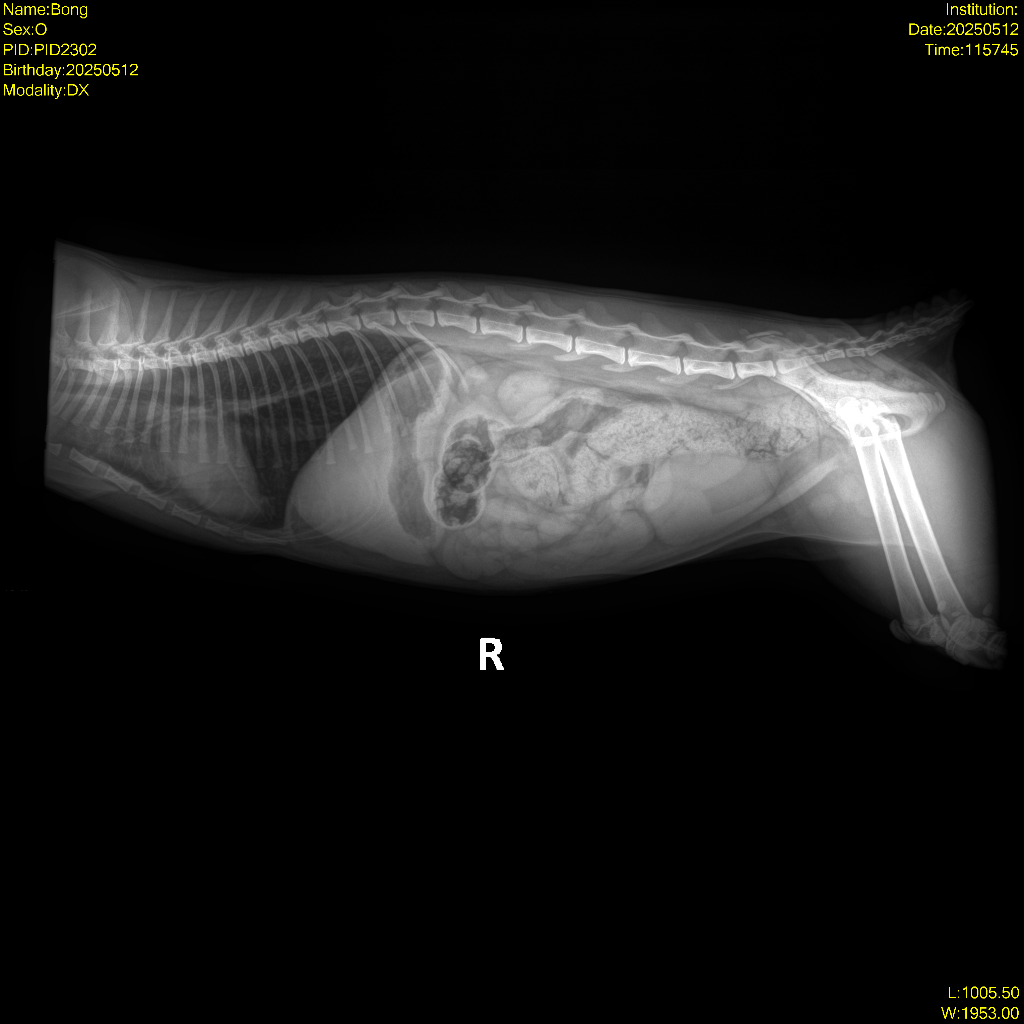 Name:Bong
Sex:O
PID:PID2302
Birthday:20250512
Modality:DX
Institution:
Date:20250512
Time:115745
R
L:1005.50
W:1953.00